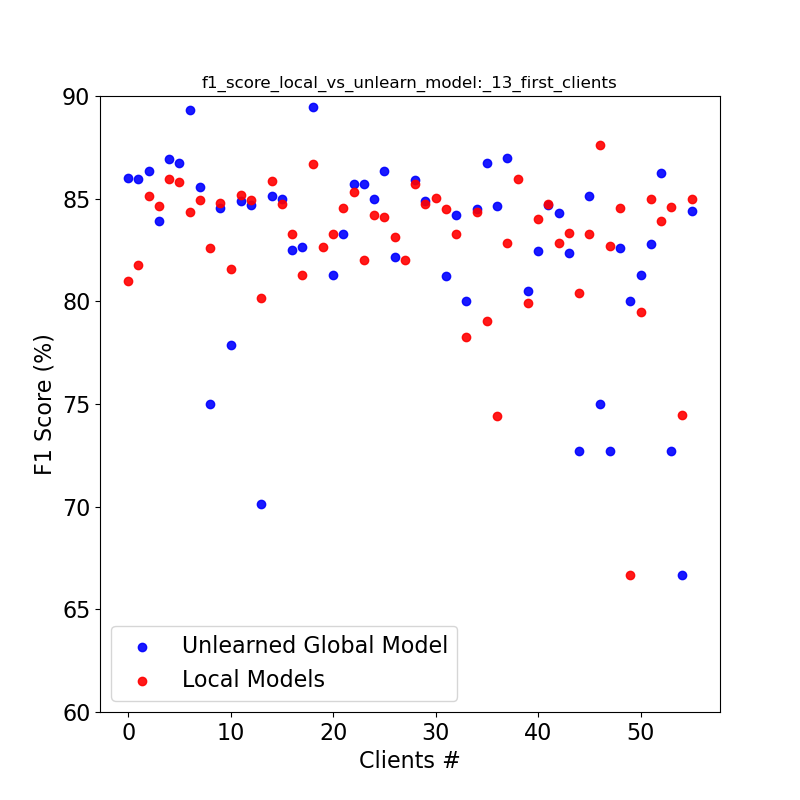 f1_score_local_vs_unlearn_model:_13_first_clients
90
85
80
75
70
65
60
F1 Score (%)
Unlearned Global Model
Local Models
0 10 20 30 40 50
Clients #